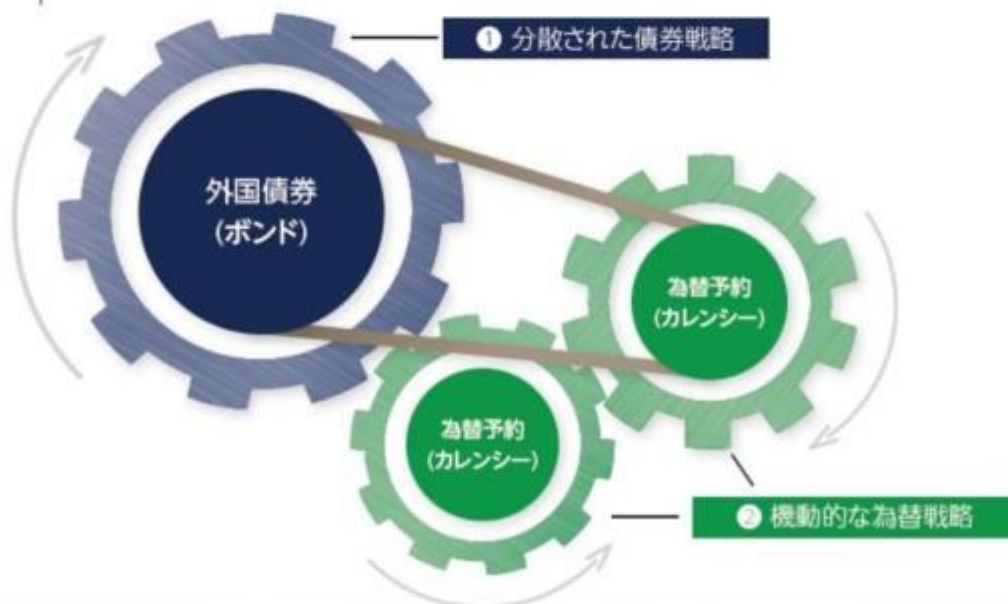 ❶ 分散された債券戦略
外国債券
(ボンド)
為替予約
(カレンシー)
為替予約
(カレンシー)
❷ 機動的な為替戦略